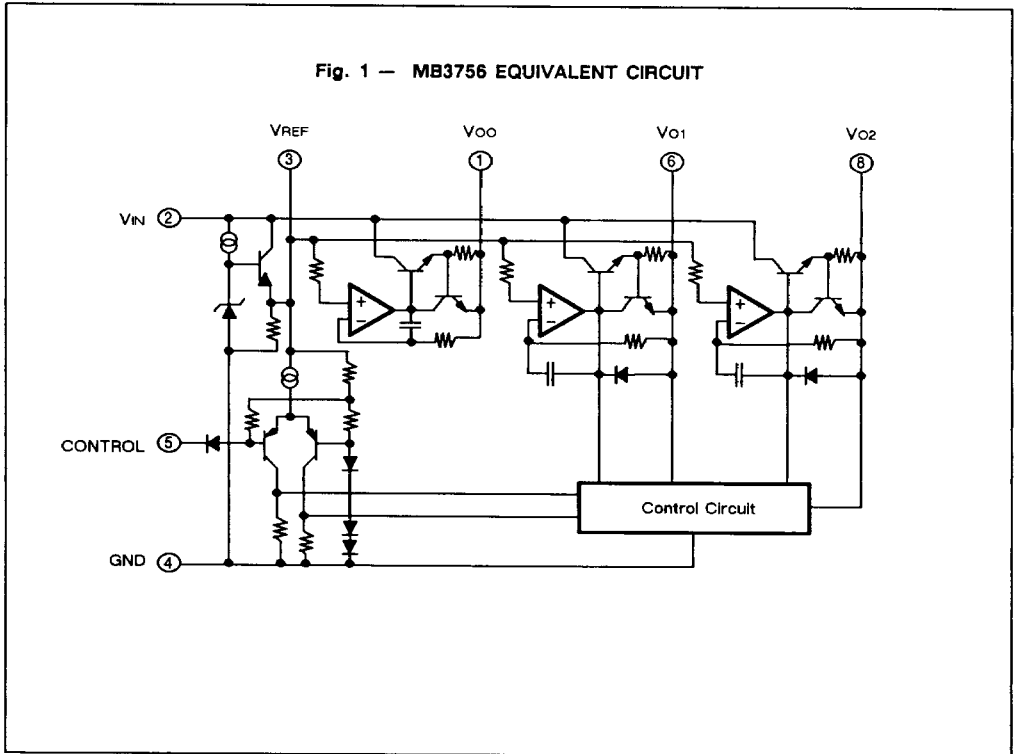 Fig. 1 — MB3756 EQUIVALENT CIRCUIT
VREF
VOO
VO1
VO2
3
1
6
8
VIN 2
+
−
+
−
+
−
CONTROL 5
Control Circuit
GND 4